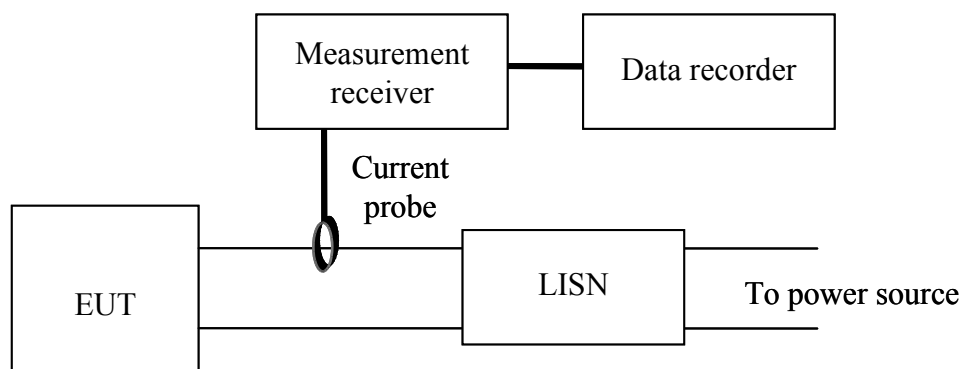 Measurement
receiver
Data recorder
Current
probe
EUT
LISN
To power source